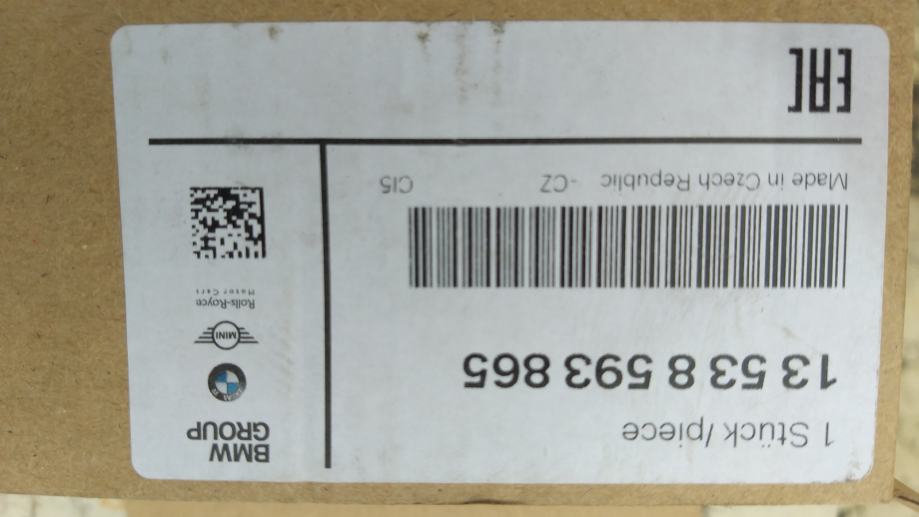 BMW
GROUP
MINI
Rolls-Royce
Motor Cars
1 Stück/piece
13 53 8 593 865
Made in Czech Republic -CZ CI5
EAC